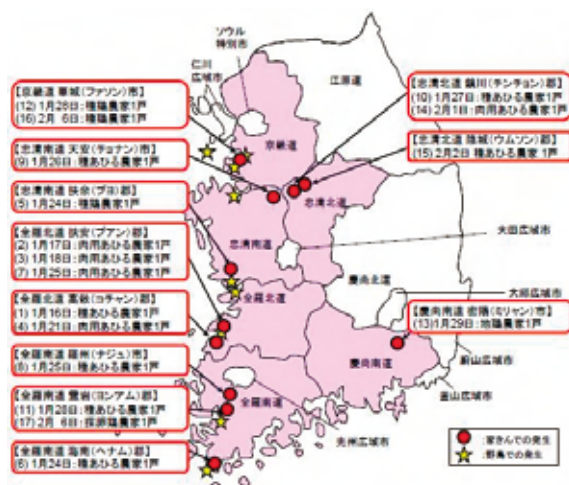 ソウル
特別市
仁川
広域市
江原道
【京畿道 華城(ファソン)市】
(12) 1月28日:種鶏農家1戸
(16) 2月 6日:種鶏農家1戸
【忠清南道 天安(チョナン)市】
(9) 1月26日:種あひる農家1戸
【忠清南道 扶余(プヨ)郡】
(5) 1月24日:種鶏農家1戸
【全羅北道 扶安(プアン)郡】
(2) 1月17日:肉用あひる農家1戸
(3) 1月18日:肉用あひる農家1戸
(7) 1月25日:肉用あひる農家1戸
【全羅北道 高敞(コチャン)郡】
(1) 1月16日:種あひる農家1戸
(4) 1月21日:肉用あひる農家1戸
【全羅南道 羅州(ナジュ)市】
(8) 1月25日:種あひる農家1戸
【全羅南道 霊岩(ヨンアム)郡】
(11) 1月28日:種あひる農家1戸
(17) 2月 6日:採卵鶏農家1戸
【全羅南道 海南(ヘナム)郡】
(6) 1月24日:種あひる農家1戸
【忠清北道 鎮川(チンチョン)郡】
(10) 1月27日:種あひる農家1戸
(14) 2月1日:肉用あひる農家1戸
【忠清北道 陰城(ウムソン)郡】
(15) 2月2日:種あひる農家1戸
【慶尚南道 密陽(ミリャン)市】
(13) 1月29日:地鶏農家1戸
京畿道
忠清北道
忠清南道
大田広域市
慶尚北道
大邱広域市
全羅北道
慶尚南道
蔚山広域市
釜山広域市
全羅南道
光州広域市
:家きんでの発生
:野鳥での発生